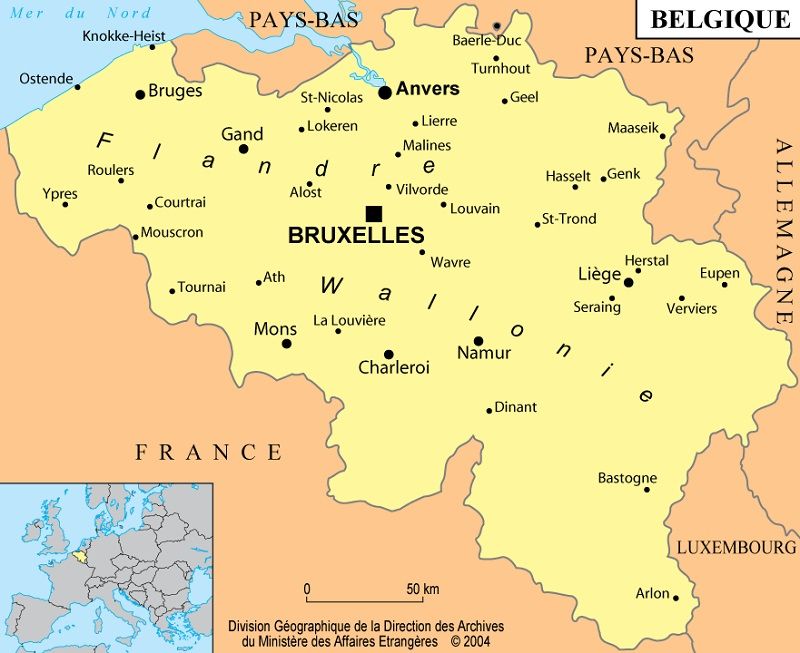 Mer du Nord
PAYS-BAS
BELGIQUE
Knokke-Heist
Baerle-Duc
PAYS-BAS
Turnhout
Ostende
Bruges
Anvers
St-Nicolas
Geel
Lokeren
Lierre
Maaseik
Gand
Malines
Flandre
ALLEMAGNE
Roulers
Alost
Vilvorde
Hasselt
Genk
Ypres
Courtrai
Louvain
St-Trond
Mouscron
BRUXELLES
Wavre
Herstal
Liège
Eupen
Ath
Tournai
Wallonie
Seraing
Verviers
La Louvière
Mons
Namur
Charleroi
Dinant
FRANCE
Bastogne
LUXEMBOURG
Arlon
0 50 km
Division Géographique de la Direction des Archives
du Ministère des Affaires Etrangères © 2004